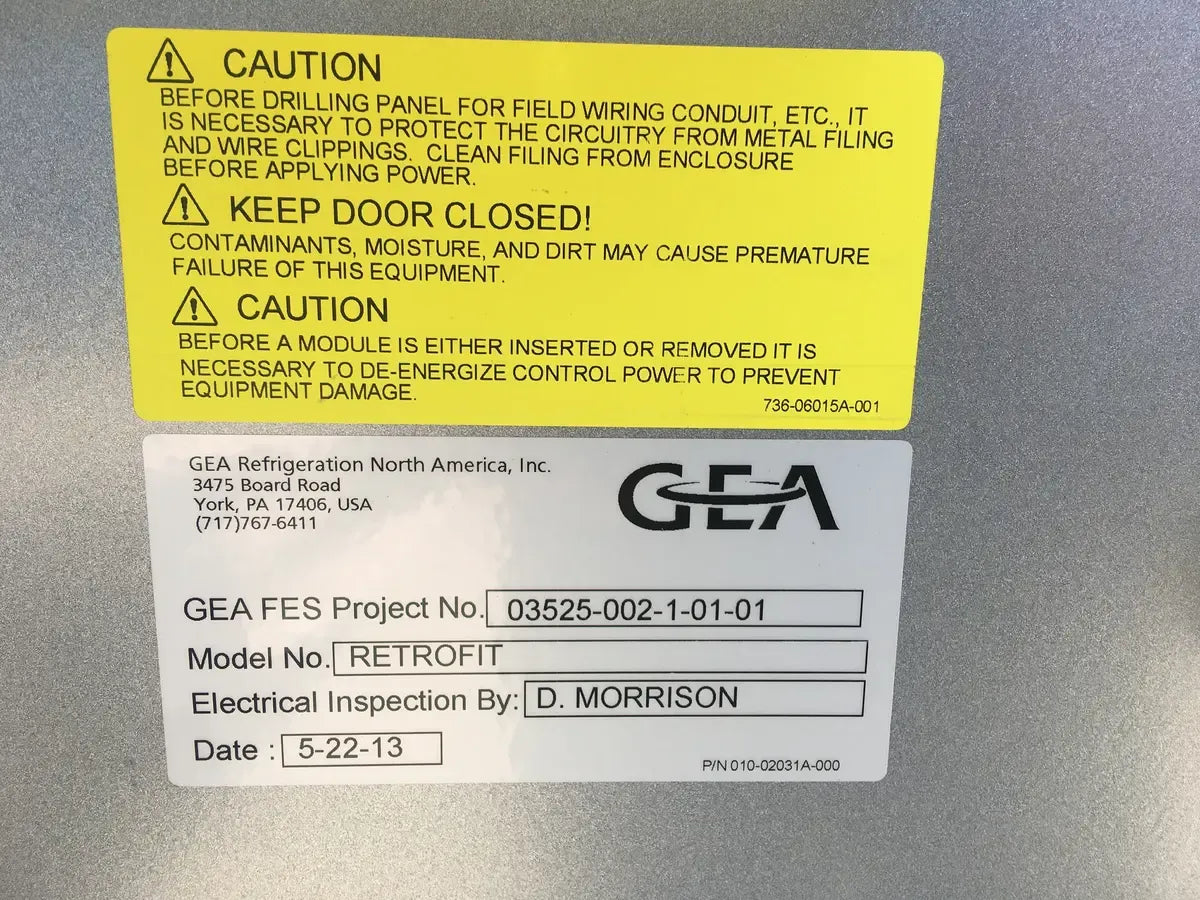 CAUTION
BEFORE DRILLING PANEL FOR FIELD WIRING CONDUIT, ETC., IT
IS NECESSARY TO PROTECT THE CIRCUITRY FROM METAL FILING
AND WIRE CLIPPINGS. CLEAN FILING FROM ENCLOSURE
BEFORE APPLYING POWER.
KEEP DOOR CLOSED!
CONTAMINANTS, MOISTURE, AND DIRT MAY CAUSE PREMATURE
FAILURE OF THIS EQUIPMENT.
CAUTION
BEFORE A MODULE IS EITHER INSERTED OR REMOVED IT IS
NECESSARY TO DE-ENERGIZE CONTROL POWER TO PREVENT
EQUIPMENT DAMAGE.
736-06015A-001
GEA Refrigeration North America, Inc.
3475 Board Road
York, PA 17406, USA
(717)767-6411
GEA
GEA FES Project No. 03525-002-1-01-01
Model No. RETROFIT
Electrical Inspection By: D. MORRISON
Date : 5-22-13
P/N 010-02031A-000